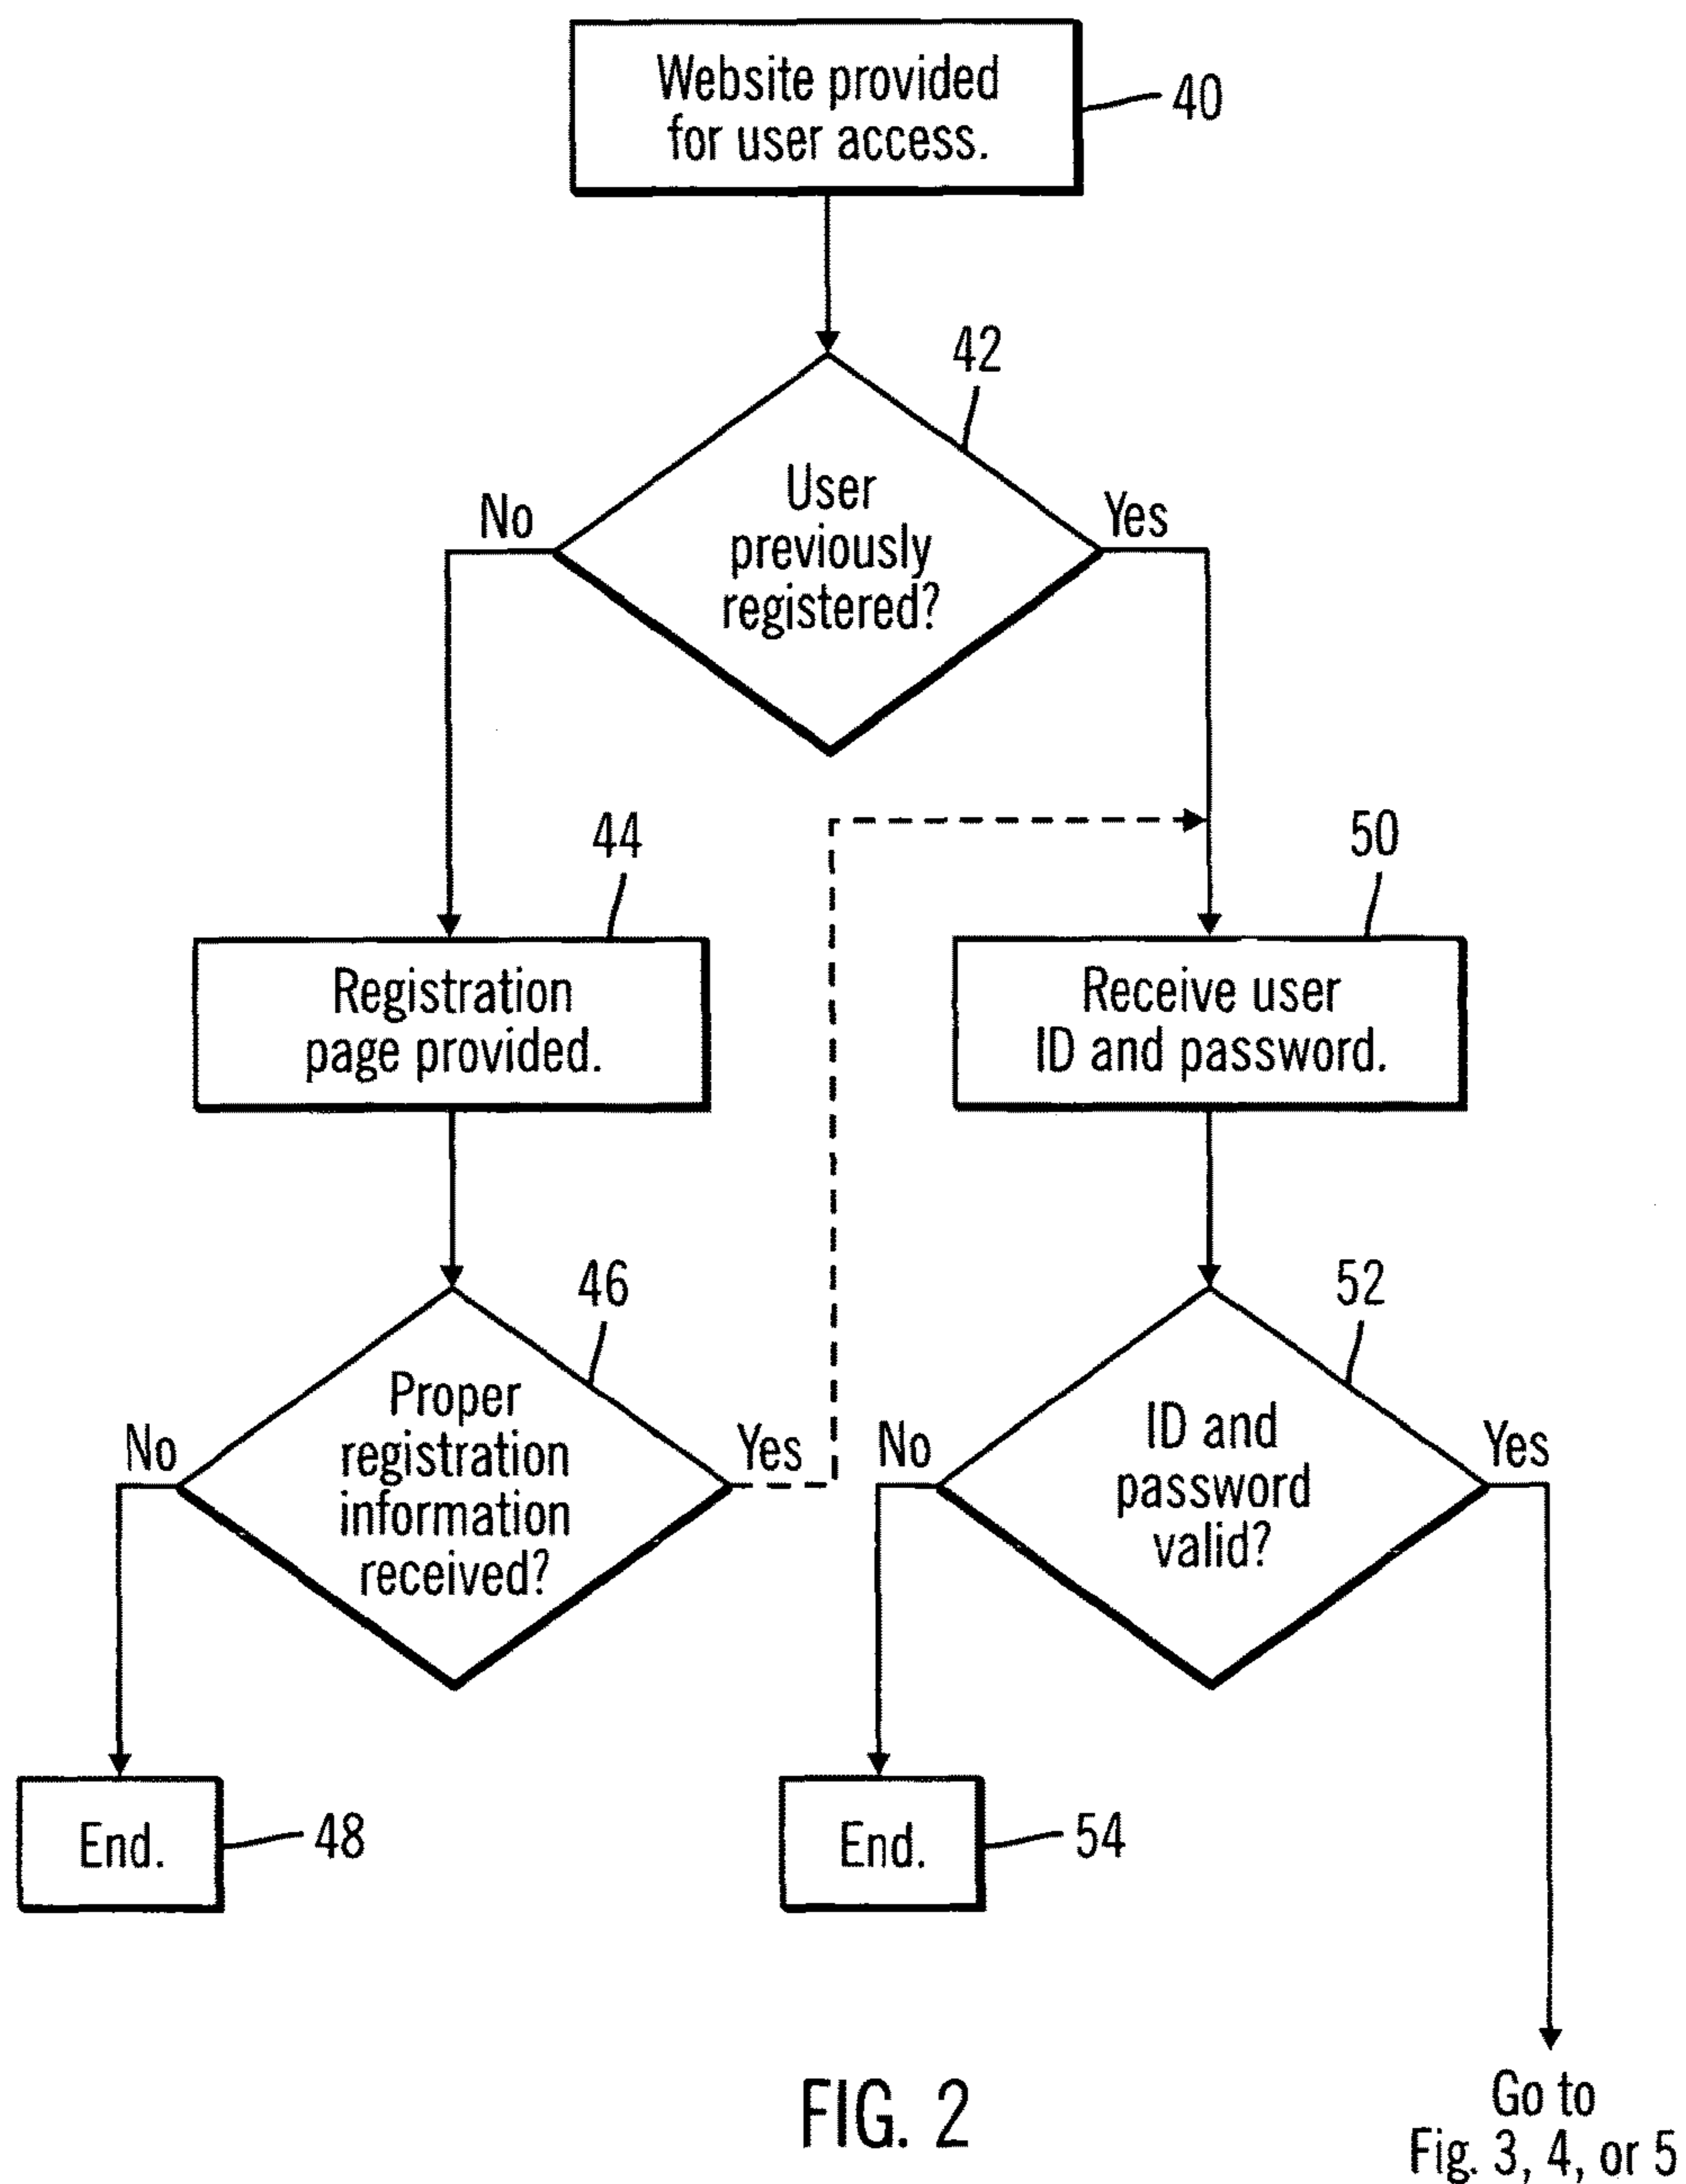 Website provided
for user access.
40
42
User
previously
registered?
No
Yes
44
Registration
page provided.
50
Receive user
ID and password.
46
Proper
registration
information
received?
No
Yes
52
ID and
password
valid?
No
Yes
End.
48
End.
54
FIG. 2
Go to
Fig. 3, 4, or 5